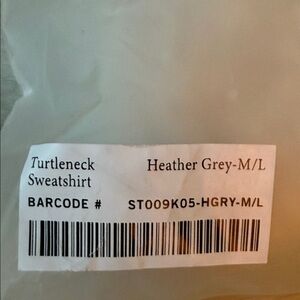 Turtleneck Heather Grey-M/L
Sweatshirt
BARCODE # ST009K05-HGRY-M/L